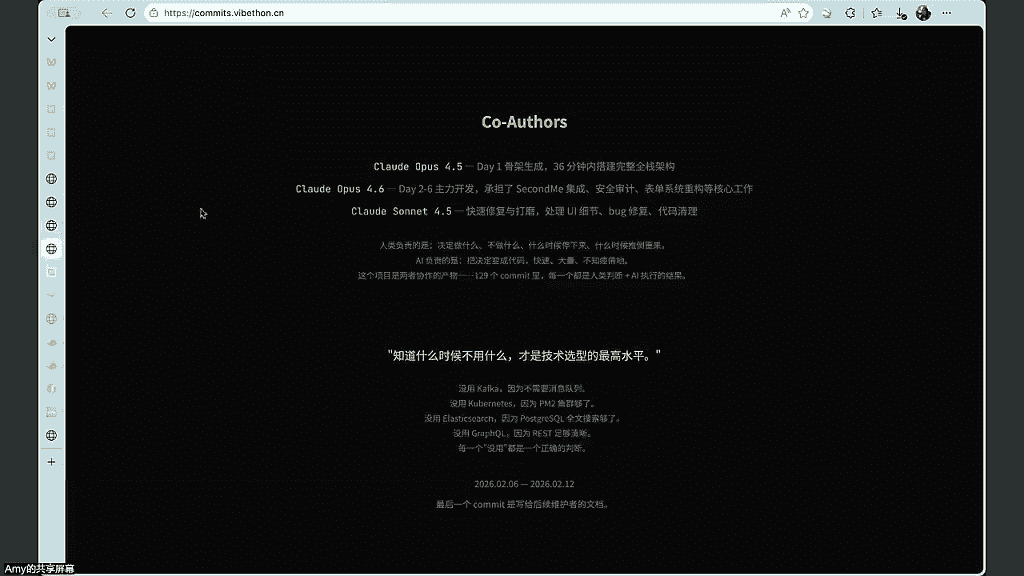 https://commits.vibethon.cn
Co-Authors
Claude Opus 4.5 — Day 1 骨架生成，36 分钟内搭建完整全栈架构
Claude Opus 4.6 — Day 2-6 主力开发，承担了 SecondMe 集成、安全审计、表单系统重构等核心工作
Claude Sonnet 4.5 — 快速修复与打磨，处理 UI 细节、bug 修复、代码清理
人类负责的是：决定做什么、不做什么、什么时候停下来、什么时候推倒重来。
AI 负责的是：把决定变成代码，快速、大量、不知疲倦地。
这个项目是两者协作的产物——129 个 commit 里，每一个都是人类判断 + AI 执行的结果。
"知道什么时候不用什么，才是技术选型的最高水平。"
没用 Kafka，因为不需要消息队列。
没用 Kubernetes，因为 PM2 集群够了。
没用 Elasticsearch，因为 PostgreSQL 全文搜索够了。
没用 GraphQL，因为 REST 足够清晰。
每一个"没用"都是一个正确的判断。
2026.02.06 — 2026.02.12
最后一个 commit 是写给后续维护者的文档。
Amy的共享屏幕